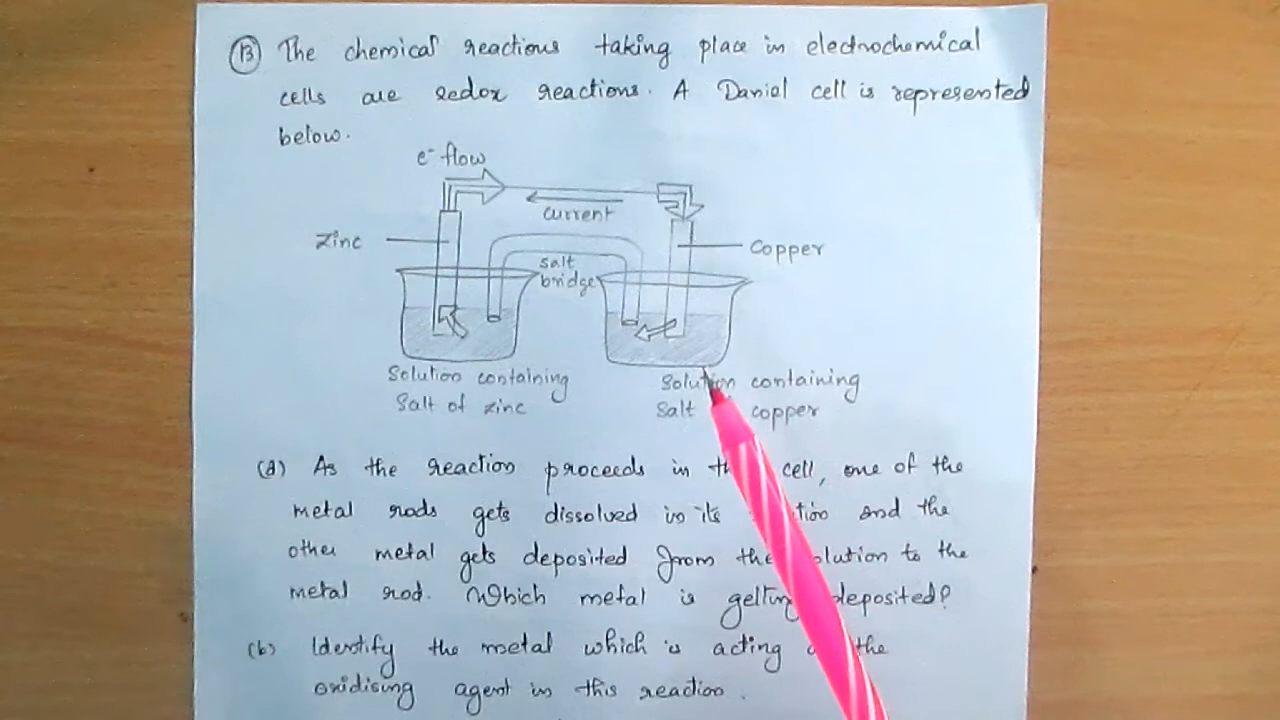 13 The chemical reactions taking place in electrochemical
cells are redox reactions. A Danial cell is represented
below.
e⁻ flow
current
Zinc
Copper
salt
bridge
Solution containing
Salt of zinc
Solution containing
Salt copper
(a) As the reaction proceeds in cell, one of the
metal rods gets dissolved in its and the
other metal gets deposited from the solution to the
metal rod. Which metal is getting deposited?
(b) Identify the metal which is acting the
oxidising agent in this reaction.